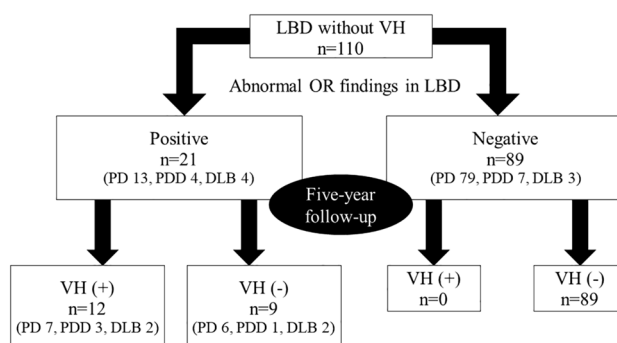 LBD without VH
n=110
Abnormal OR findings in LBD
Positive
n=21
(PD 13, PDD 4, DLB 4)
Negative
n=89
(PD 79, PDD 7, DLB 3)
Five-year
follow-up
VH (+)
n=12
(PD 7, PDD 3, DLB 2)
VH (-)
n=9
(PD 6, PDD 1, DLB 2)
VH (+)
n=0
VH (-)
n=89